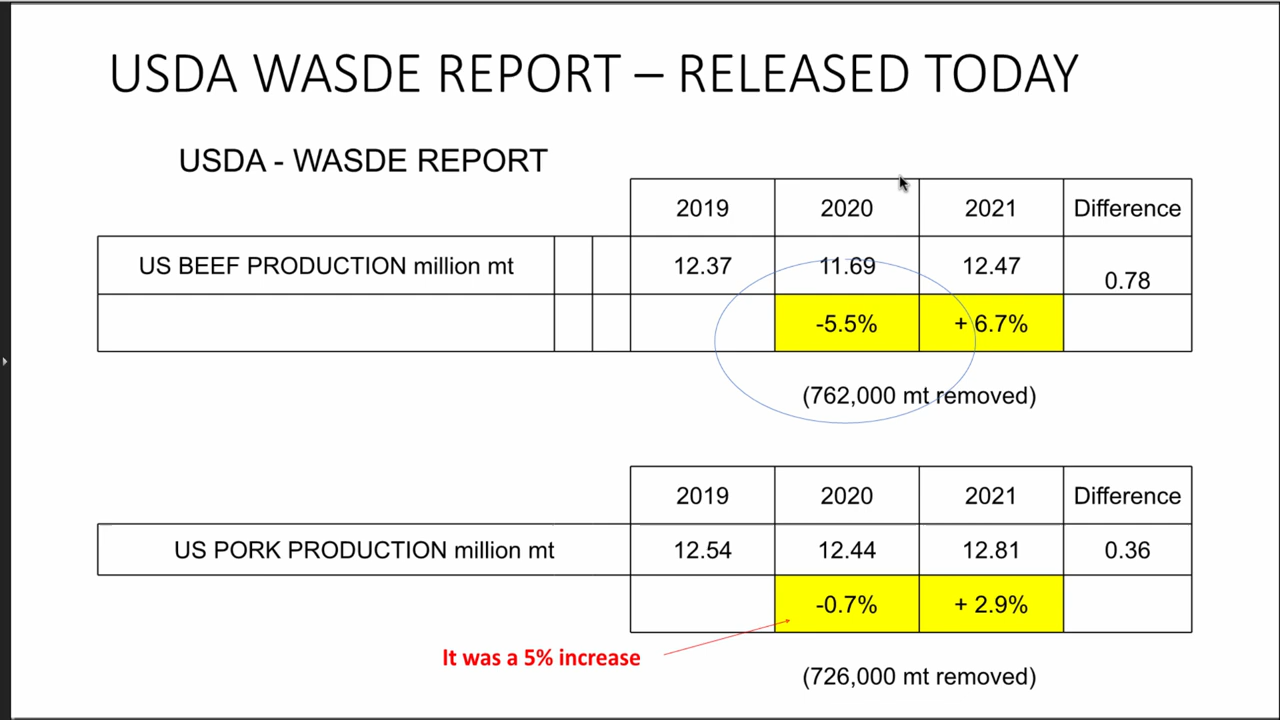 USDA WASDE REPORT – RELEASED TODAY
USDA - WASDE REPORT
2019 2020 2021 Difference
US BEEF PRODUCTION million mt 12.37 11.69 12.47 0.78
-5.5% + 6.7%
(762,000 mt removed)
2019 2020 2021 Difference
US PORK PRODUCTION million mt 12.54 12.44 12.81 0.36
-0.7% + 2.9%
It was a 5% increase
(726,000 mt removed)